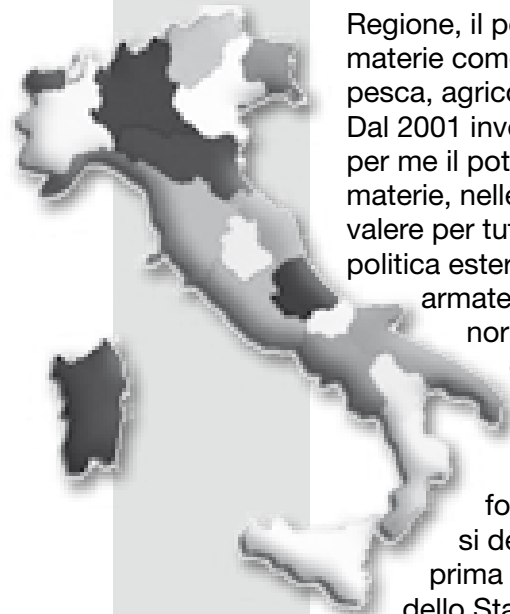 Regione, il po
materie com
pesca, agrico
Dal 2001 inve
per me il pot
materie, nelle
valere per tut
politica ester
armate
nor
fo
si de
prima
dello Sta